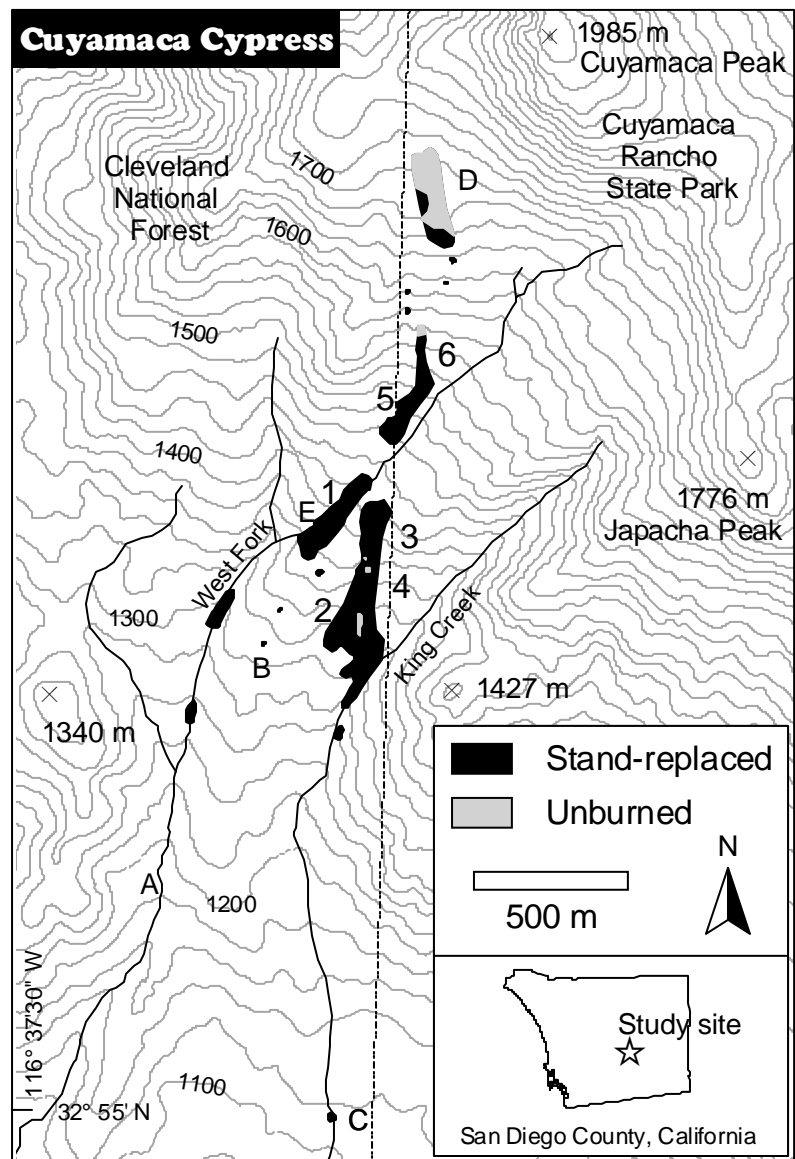 Cuyamaca Cypress
1985 m
Cuyamaca Peak
Cuyamaca
Rancho
State Park
Cleveland
National
Forest
1700
D
1600
1500
6
5
1400
1
E
1776 m
Japacha Peak
3
West Fork
4
1300
2
King Creek
B
1427 m
1340 m
Stand-replaced
Unburned
N
500 m
A
1200
116° 37'30" W
Study site
1100
32° 55' N
C
San Diego County, California